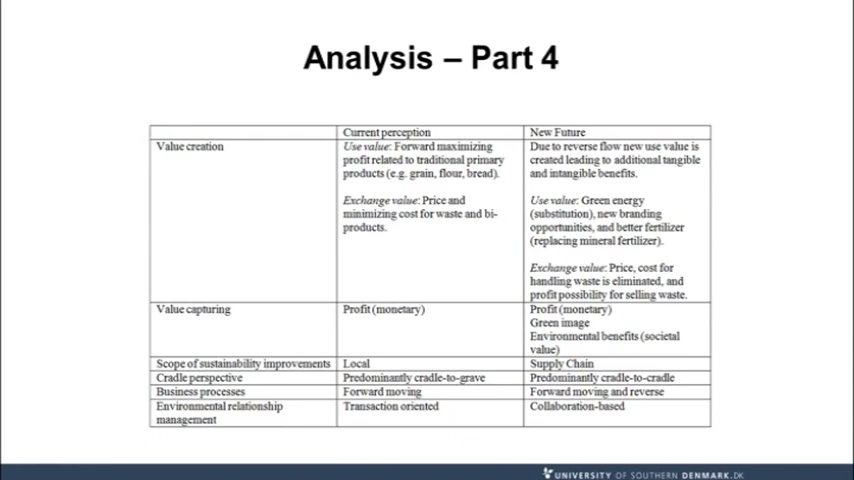 Analysis – Part 4
Current perception
New Future
Value creation
Use value: Forward maximizing
profit related to traditional primary
products (e.g. grain, flour, bread).
Exchange value: Price and
minimizing cost for waste and bi-
products.
Due to reverse flow new use value is
created leading to additional tangible
and intangible benefits.
Use value: Green energy
(substitution), new branding
opportunities, and better fertilizer
(replacing mineral fertilizer).
Exchange value: Price, cost for
handling waste is eliminated, and
profit possibility for selling waste.
Value capturing
Profit (monetary)
Profit (monetary)
Green image
Environmental benefits (societal
value)
Scope of sustainability improvements
Local
Supply Chain
Cradle perspective
Predominantly cradle-to-grave
Predominantly cradle-to-cradle
Business processes
Forward moving
Forward moving and reverse
Environmental relationship
management
Transaction oriented
Collaboration-based
UNIVERSITY OF SOUTHERN DENMARK.DK